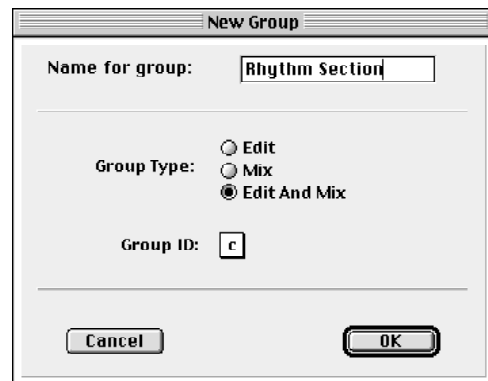 New Group
Name for group: Rhythm Section
Edit
Group Type: Mix
Edit And Mix
Group ID: c
Cancel OK